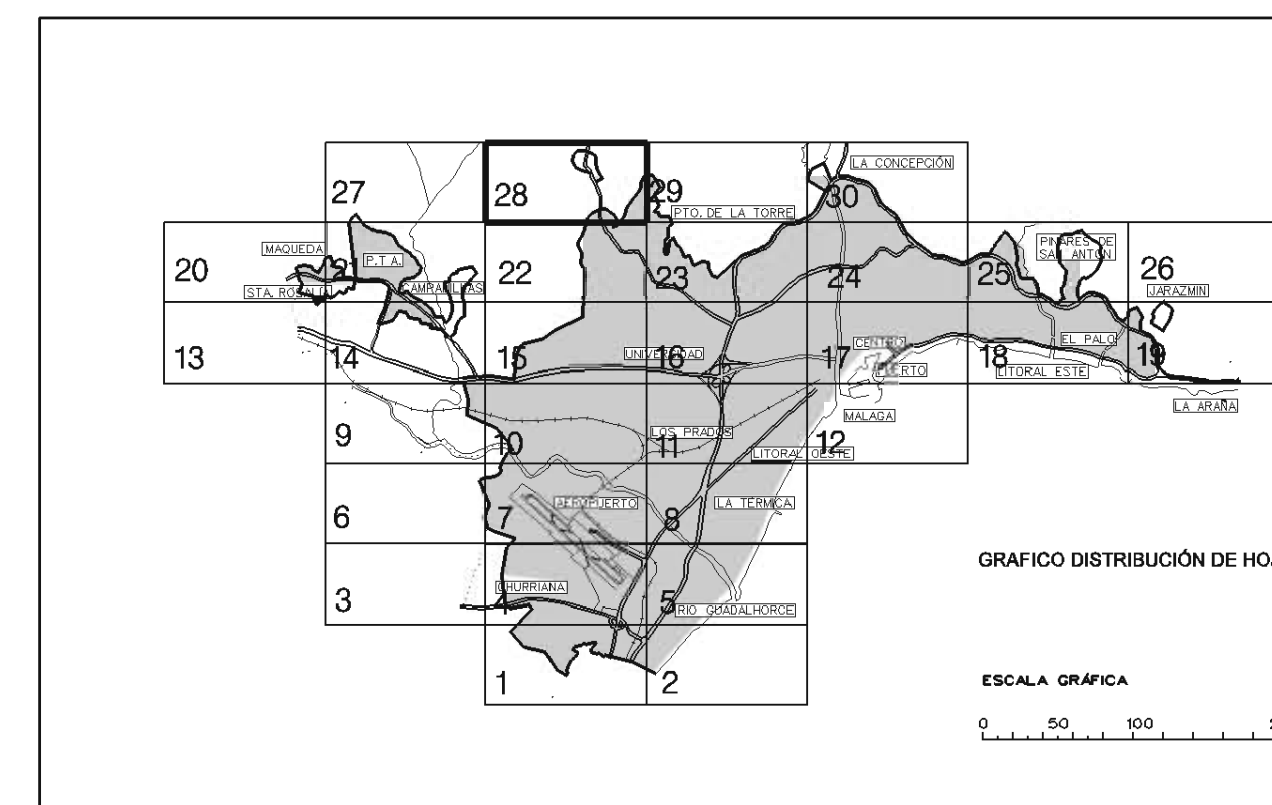 LA CONCEPCIÓN
27
28
29
30
PTO. DE LA TORRE
MAQUEDA
P.T.A.
PINARES DE
SAN ANTON
20
21
22
23
24
25
26
STA. ROSALIA
CAMPANILLAS
JARAZMIN
13
14
15
16
17
18
19
UNIVERSIDAD
CENTRO
EL PALO
PUERTO
LITORAL ESTE
LA ARAÑA
MALAGA
9
10
11
12
LOS PRADOS
LITORAL OESTE
6
7
8
AEROPUERTO
LA TÉRMICA
GRAFICO DISTRIBUCIÓN DE HO
CHURRIANA
3
5
RIO GUADALHORCE
1
2
ESCALA GRÁFICA
0 50 100